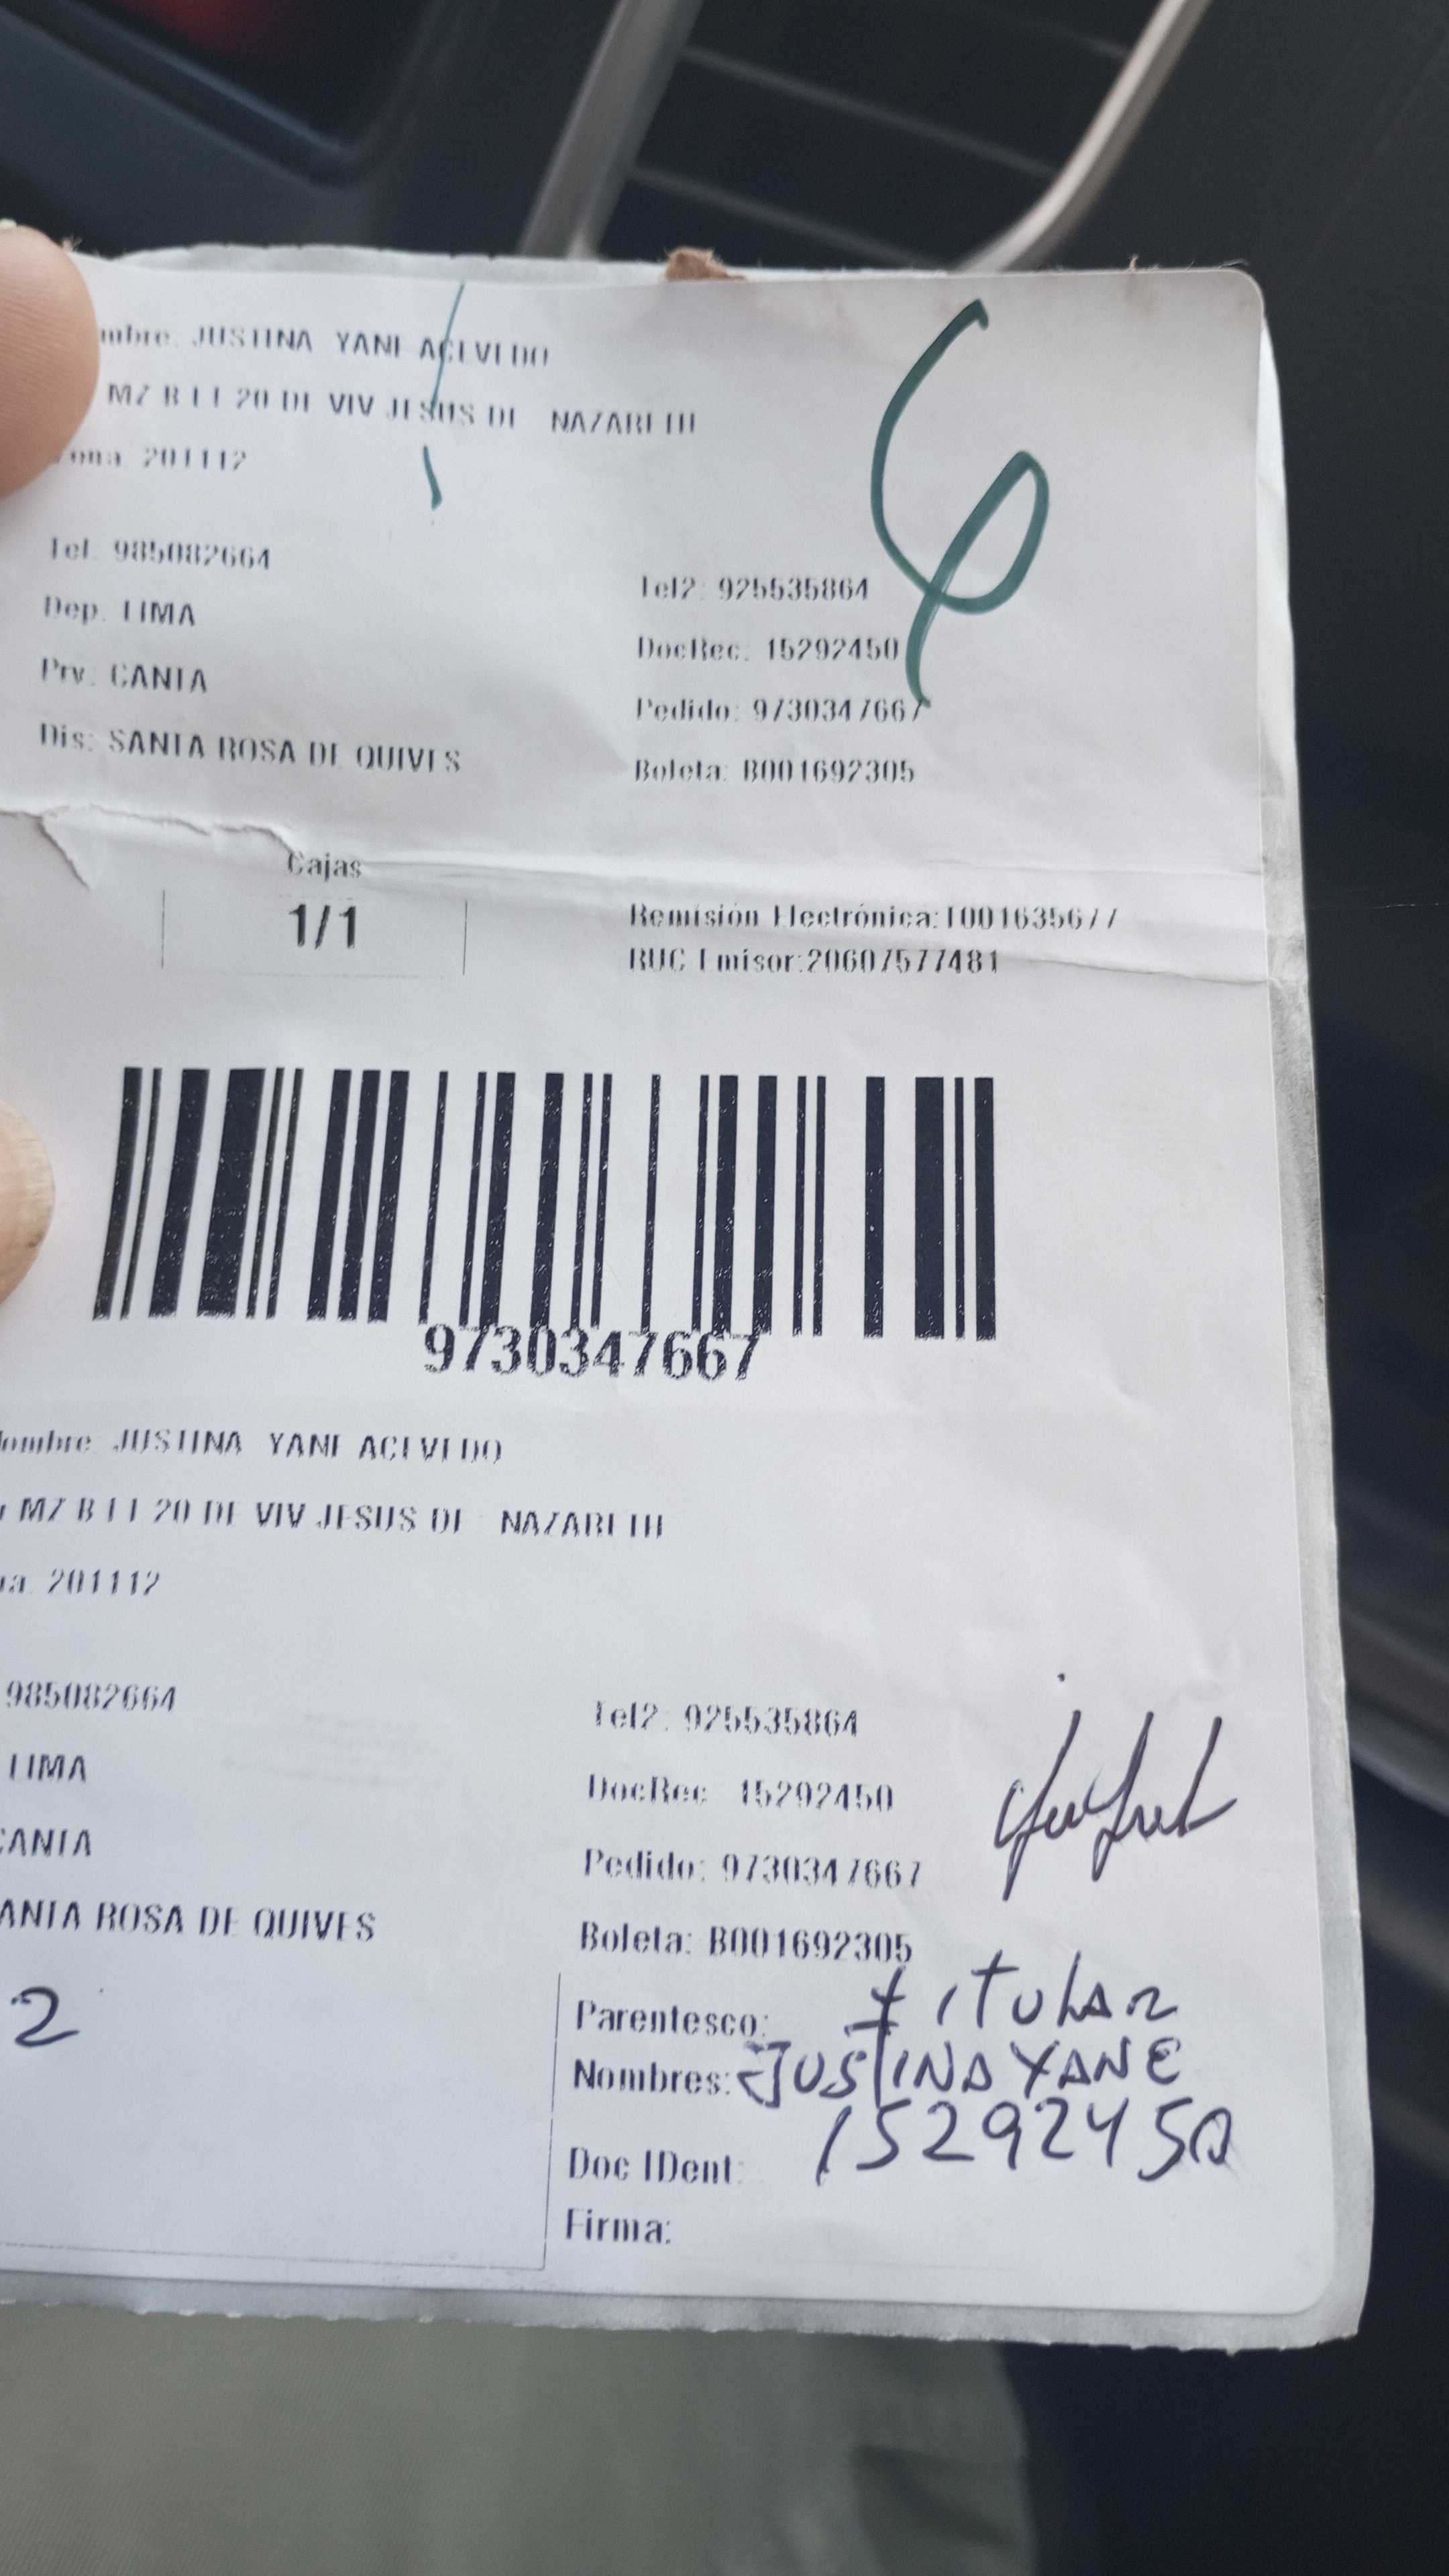 mbre: JUSTINA YANE ACEVEDO
MZ B LT 20 DE VIV JESUS DE NAZARETH
ona: 201112
Tel: 985082664
Tel2: 925535864
Dep: LIMA
DocRec: 15292450
Prv: CANTA
Pedido: 9730347667
Dis: SANTA ROSA DE QUIVES
Boleta: B001692305
Cajas
1/1
Remisión Electrónica:T001635677
RUC Emisor:20607577481
9730347667
ombre: JUSTINA YANE ACEVEDO
MZ B LT 20 DE VIV JESUS DE NAZARETH
na: 201112
985082664
Tel2: 925535864
LIMA
DocRec: 15292450
CANTA
Pedido: 9730347667
ANTA ROSA DE QUIVES
Boleta: B001692305
2
Parentesco: TITULAR
Nombres: JUSTINA YANE
Doc IDent: 15292450
Firma: